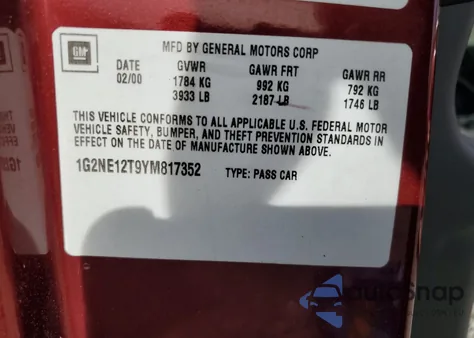 GM
MFD BY GENERAL MOTORS CORP
DATE GVWR GAWR FRT GAWR RR
02/00 1784 KG 992 KG 792 KG
3933 LB 2187 LB 1746 LB
THIS VEHICLE CONFORMS TO ALL APPLICABLE U.S. FEDERAL MOTOR
VEHICLE SAFETY, BUMPER, AND THEFT PREVENTION STANDARDS IN
EFFECT ON THE DATE OF MANUFACTURE SHOWN ABOVE.
1G2NE12T9YM817352 TYPE: PASS CAR
autoSnap